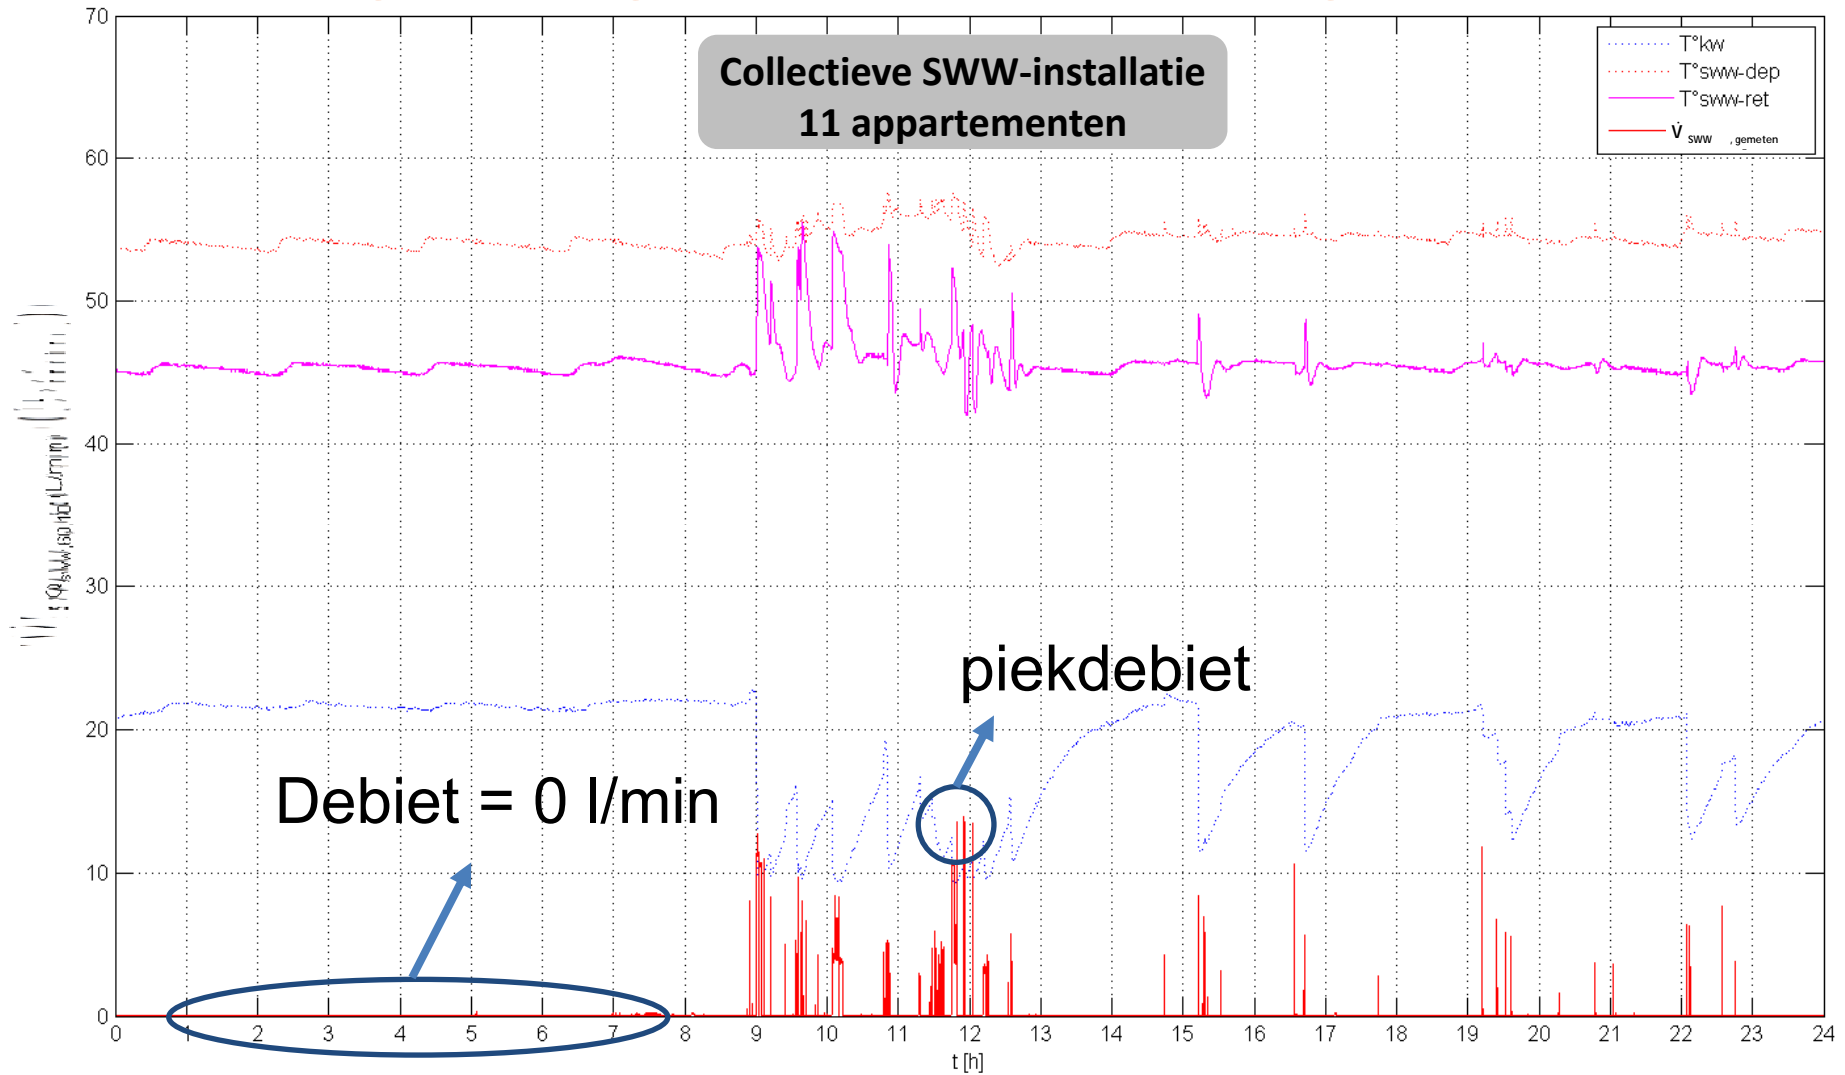 70
60
50
40
30
20
10
0
Collectieve SWW-installatie
11 appartementen
T°kw
T°sww-dep
T°sww-ret
V̇ SWW , gemeten
piekdebiet
Debiet = 0 l/min
0 1 2 3 4 5 6 7 8 9 10 11 12 13 14 15 16 17 18 19 20 21 22 23 24
t [h]